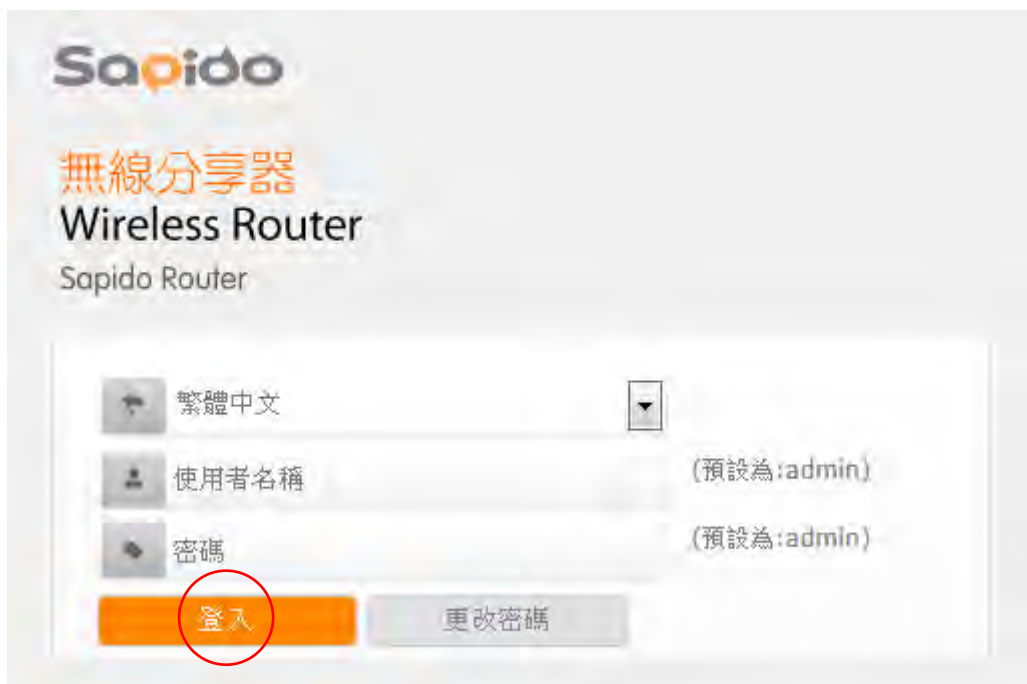 Sapido
無線分享器
Wireless Router
Sapido Router
繁體中文
使用者名稱 (預設為:admin)
密碼 (預設為:admin)
登入 更改密碼